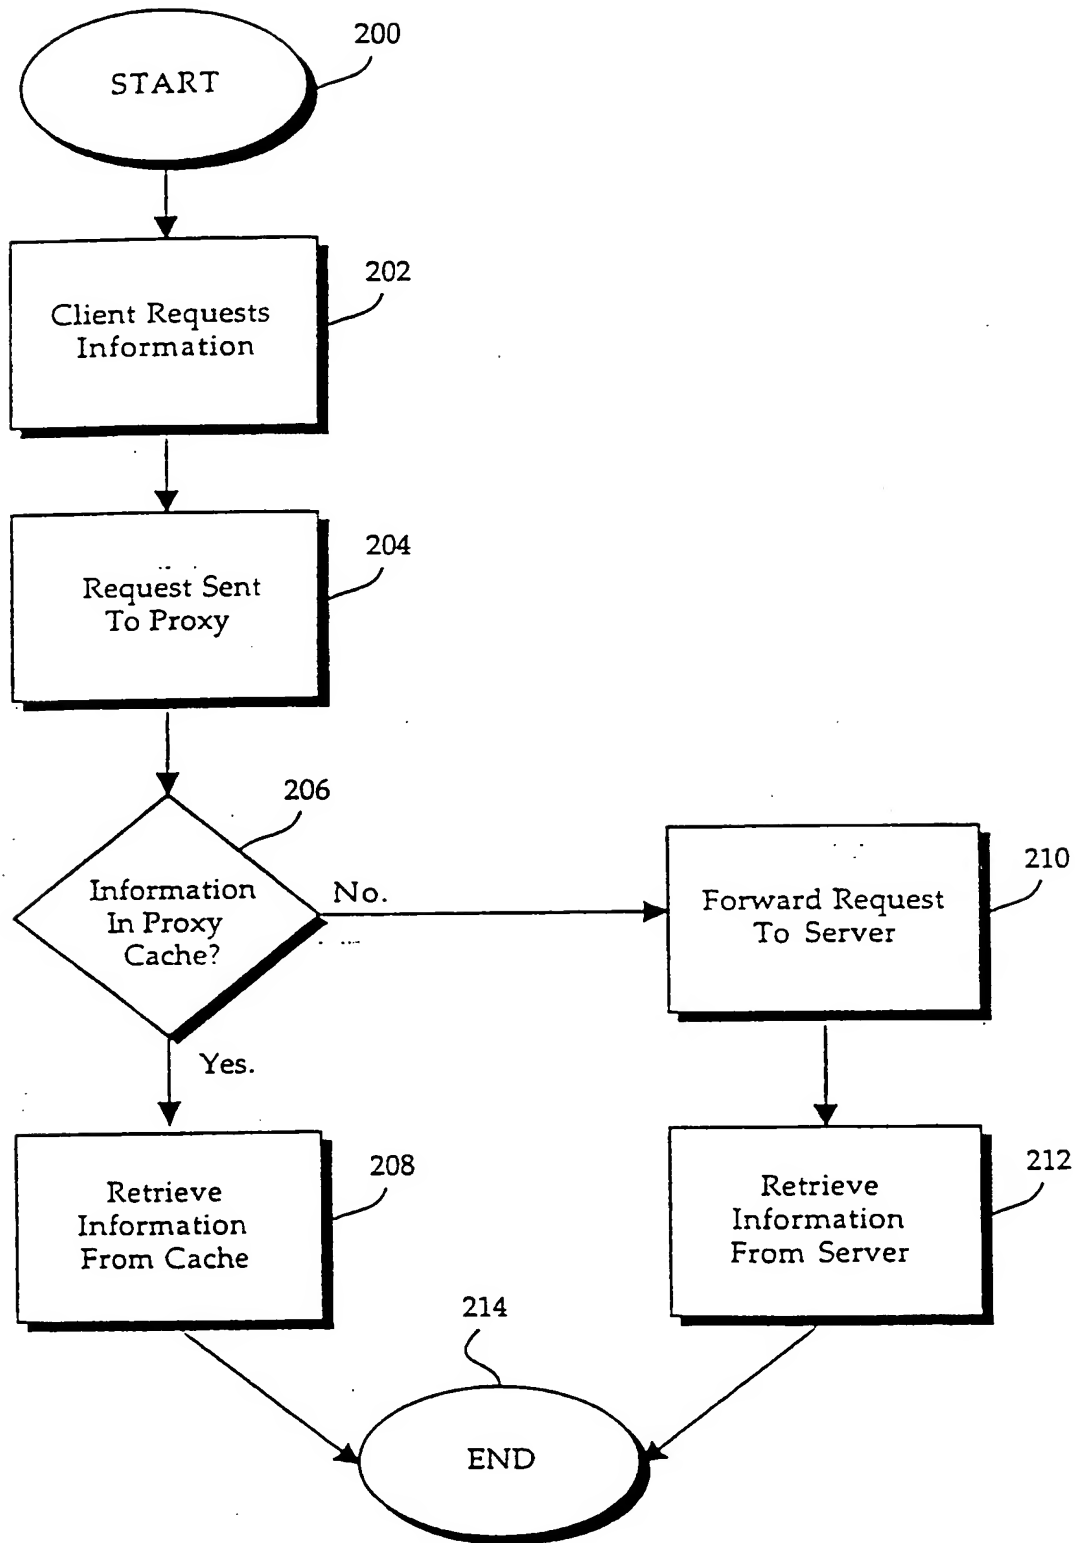 200
START
202
Client Requests
Information
204
Request Sent
To Proxy
206
Information
In Proxy
Cache?
No.
210
Forward Request
To Server
Yes.
208
Retrieve
Information
From Cache
212
Retrieve
Information
From Server
214
END